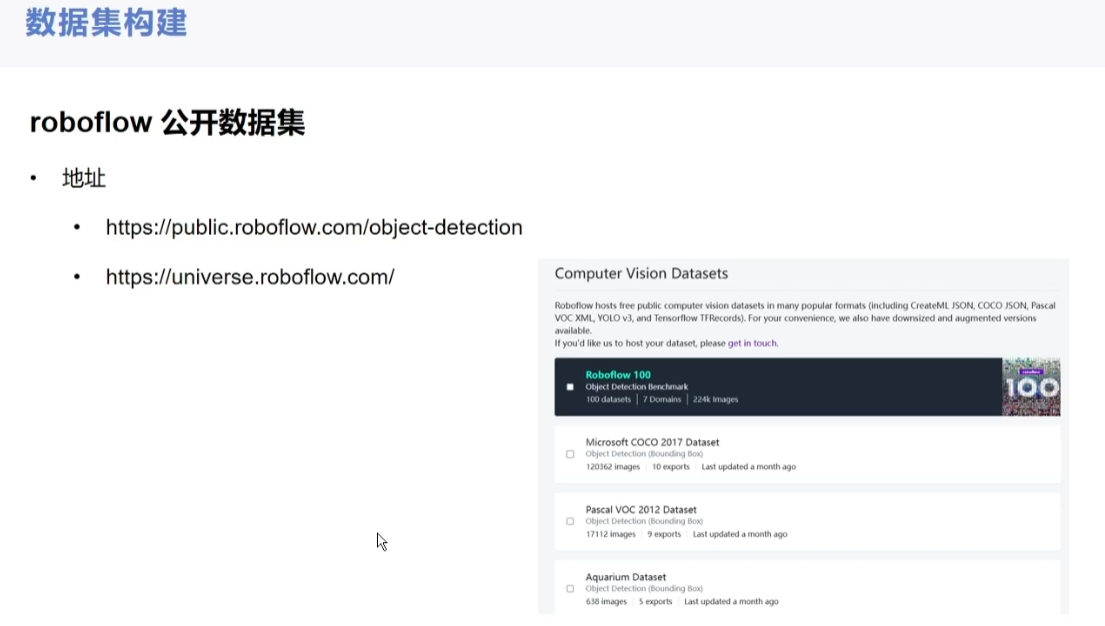 数据集构建
roboflow 公开数据集
• 地址
• https://public.roboflow.com/object-detection
• https://universe.roboflow.com/
Computer Vision Datasets
Roboflow hosts free public computer vision datasets in many popular formats (including CreateML JSON, COCO JSON, Pascal
VOC XML, YOLO v3, and Tensorflow TFRecords). For your convenience, we also have downsized and augmented versions
available.
If you'd like us to host your dataset, please get in touch.
Roboflow 100
Object Detection Benchmark
100 datasets | 7 Domains | 224k Images
roboflow
100
Microsoft COCO 2017 Dataset
Object Detection (Bounding Box)
120362 images 10 exports Last updated a month ago
Pascal VOC 2012 Dataset
Object Detection (Bounding Box)
17112 images 9 exports Last updated a month ago
Aquarium Dataset
Object Detection (Bounding Box)
638 images 5 exports Last updated a month ago